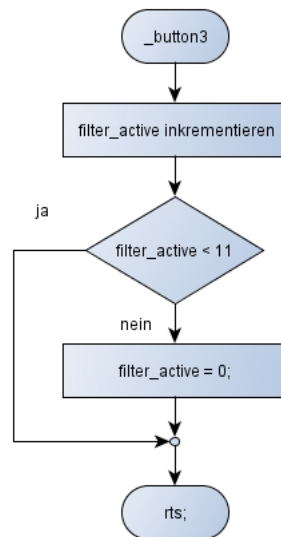 _button3
filter_active inkrementieren
ja
filter_active < 11
nein
filter_active = 0;
rts;